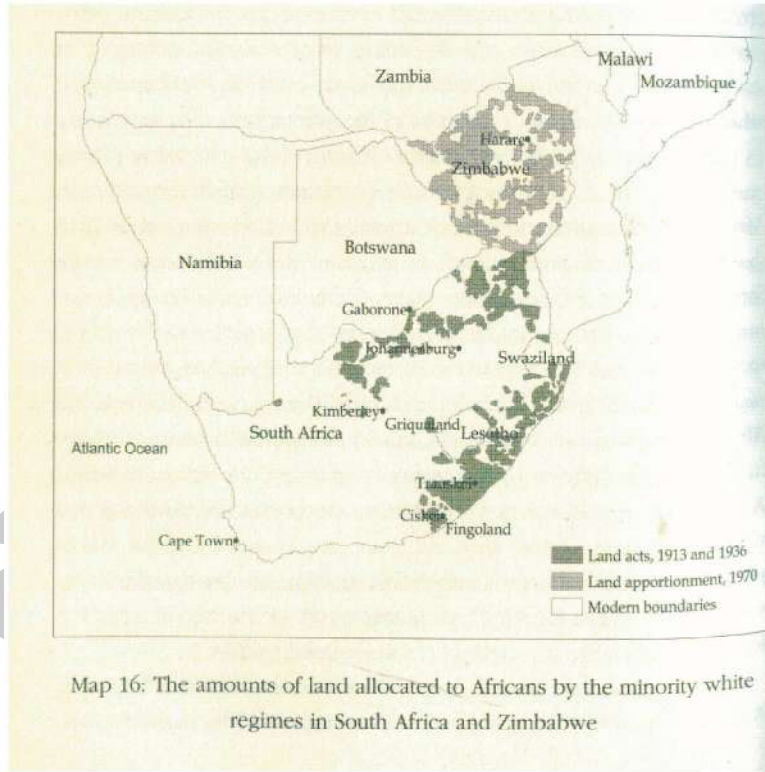 Malawi
Zambia
Mozambique
Harare
Zimbabwe
Botswana
Namibia
Gaborone
Johannesburg
Swaziland
Kimberley
Griqualand
South Africa
Lesotho
Atlantic Ocean
Transkei
Ciskei
Fingoland
Cape Town
Land acts, 1913 and 1936
Land apportionment, 1970
Modern boundaries
Map 16: The amounts of land allocated to Africans by the minority white
regimes in South Africa and Zimbabwe